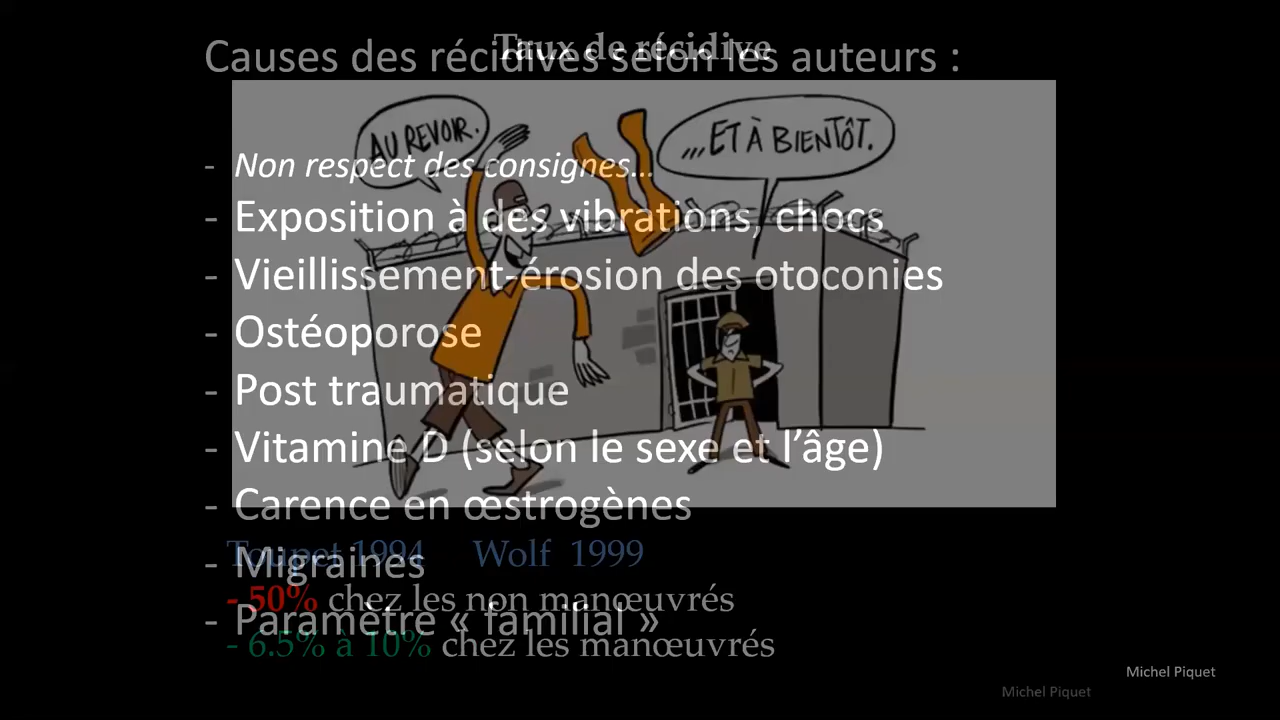 Taux de récidive
Causes des récidives selon les auteurs :
AU REVOIR.
...ET À BIENTÔT.
- Non respect des consignes...
- Exposition à des vibrations, chocs
- Vieillissement-érosion des otoconies
- Ostéoporose
- Post traumatique
- Vitamine D (selon le sexe et l’âge)
- Carence en œstrogènes
Toupet 1994 Wolf 1999
- Migraines
- 50% chez les non manœuvrés
- Paramètre « familial »
- 6.5% à 10% chez les manœuvrés
Michel Piquet
Michel Piquet